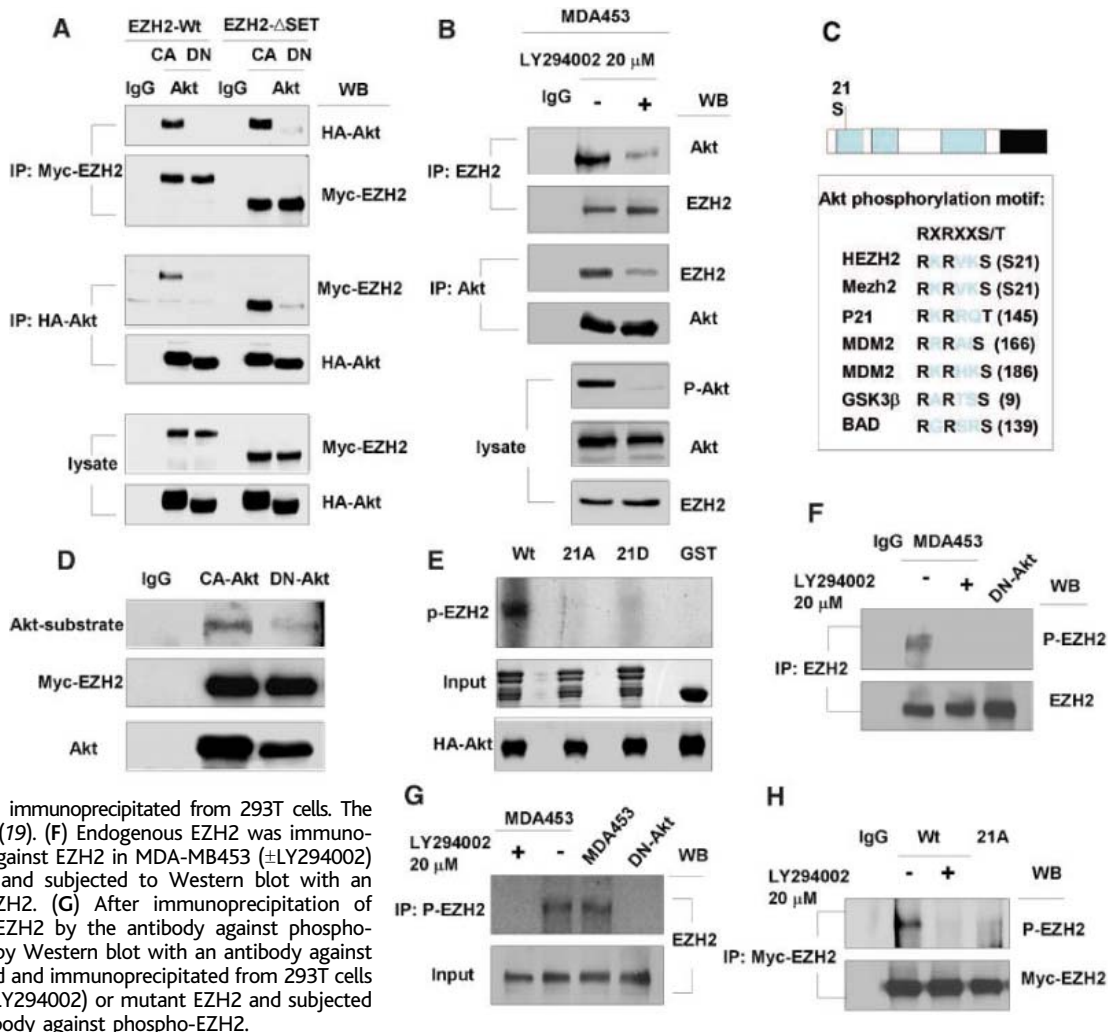 A
EZH2-Wt EZH2-△SET
CA DN CA DN
IgG Akt IgG Akt WB
HA-Akt
IP: Myc-EZH2
Myc-EZH2
Myc-EZH2
IP: HA-Akt
HA-Akt
Myc-EZH2
lysate
HA-Akt
B
MDA453
LY294002 20 μM
IgG - + WB
Akt
IP: EZH2
EZH2
EZH2
IP: Akt
Akt
P-Akt
Akt
lysate
EZH2
C
21
S
Akt phosphorylation motif:
RXRXXS/T
HEZH2 RKRVKS (S21)
Mezh2 RKRVKS (S21)
P21 RKRRQT (145)
MDM2 RRRAIS (166)
MDM2 RKRHKS (186)
GSK3β RARTSS (9)
BAD RGRSRS (139)
D
IgG CA-Akt DN-Akt
Akt-substrate
Myc-EZH2
Akt
E
Wt 21A 21D GST
p-EZH2
Input
HA-Akt
F
IgG MDA453
LY294002 - + DN-Akt WB
20 μM
P-EZH2
IP: EZH2
EZH2
immunoprecipitated from 293T cells. The
(19). (F) Endogenous EZH2 was immuno-
gainst EZH2 in MDA-MB453 (±LY294002)
and subjected to Western blot with an
ZH2. (G) After immunoprecipitation of
EZH2 by the antibody against phospho-
by Western blot with an antibody against
d and immunoprecipitated from 293T cells
LY294002) or mutant EZH2 and subjected
body against phospho-EZH2.
G
MDA453
LY294002 + - MDA453 DN-Akt WB
20 μM
IP: P-EZH2
EZH2
Input
H
IgG Wt 21A
LY294002 - + WB
20 μM
P-EZH2
IP: Myc-EZH2
Myc-EZH2